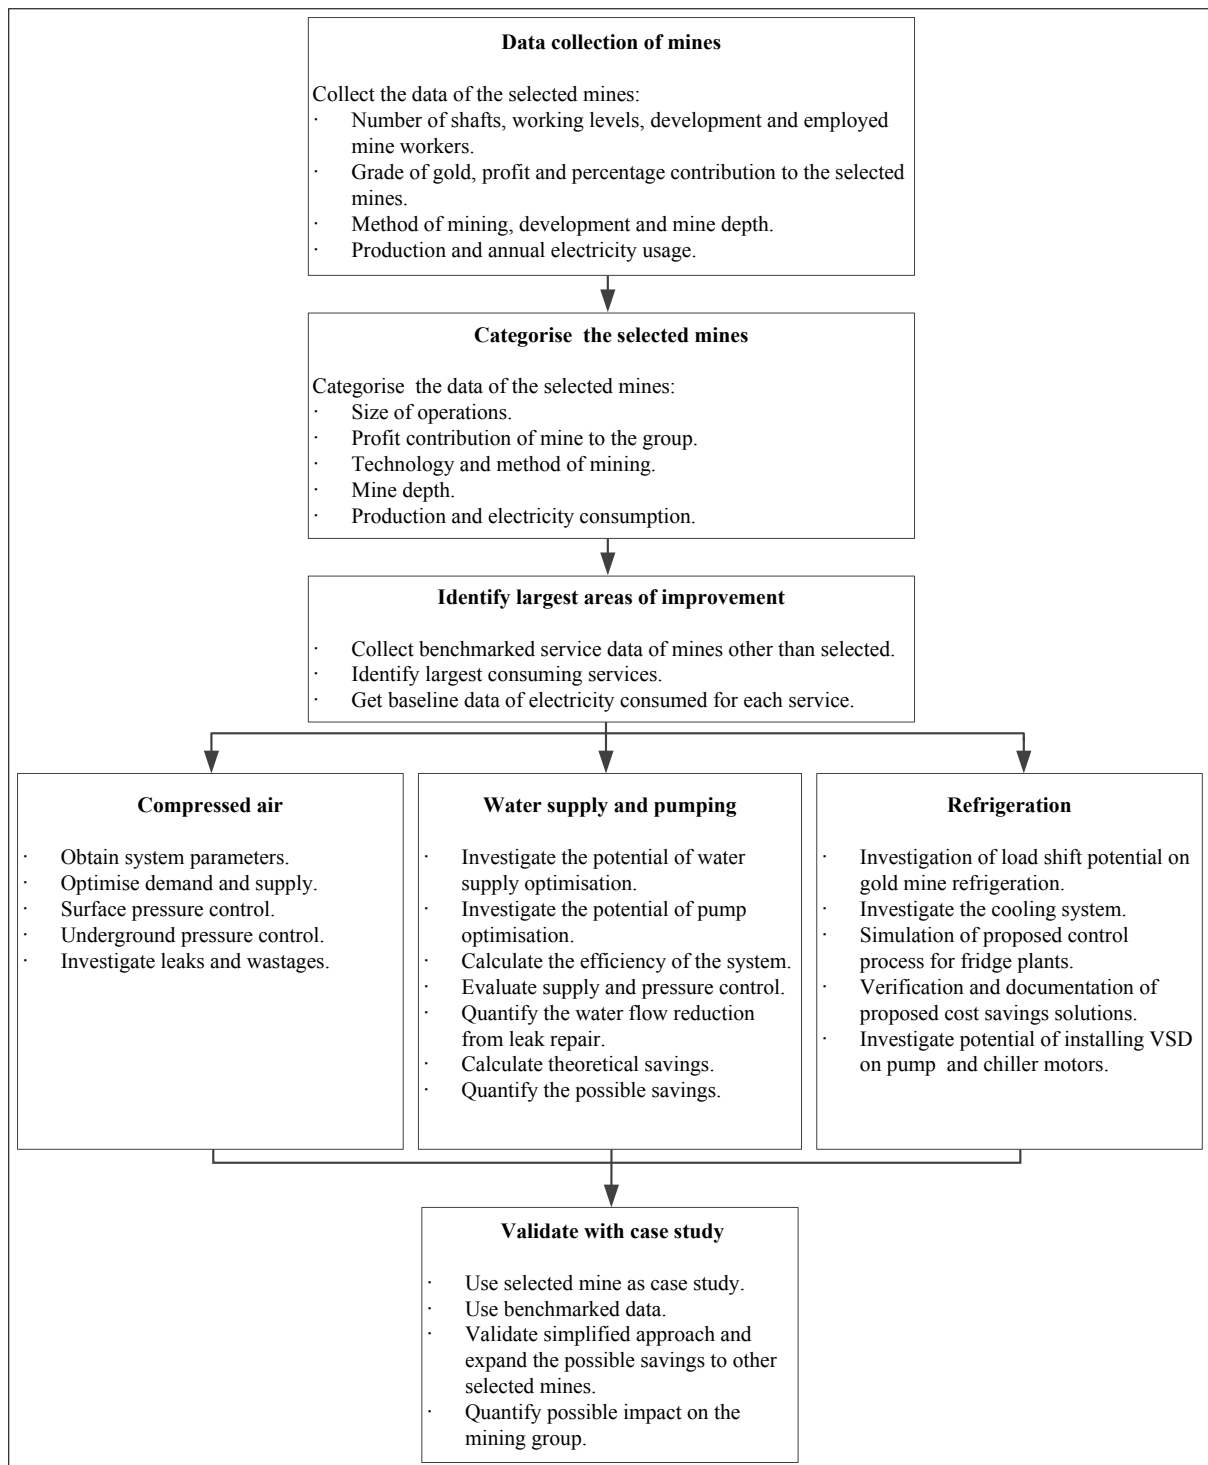 Data collection of mines
Collect the data of the selected mines:
· Number of shafts, working levels, development and employed
mine workers.
· Grade of gold, profit and percentage contribution to the selected
mines.
· Method of mining, development and mine depth.
· Production and annual electricity usage.
Categorise  the selected mines
Categorise  the data of the selected mines:
· Size of operations.
· Profit contribution of mine to the group.
· Technology and method of mining.
· Mine depth.
· Production and electricity consumption.
Identify largest areas of improvement
· Collect benchmarked service data of mines other than selected.
· Identify largest consuming services.
· Get baseline data of electricity consumed for each service.
Compressed air
· Obtain system parameters.
· Optimise demand and supply.
· Surface pressure control.
· Underground pressure control.
· Investigate leaks and wastages.
Water supply and pumping
· Investigate the potential of water
supply optimisation.
· Investigate the potential of pump
optimisation.
· Calculate the efficiency of the system.
· Evaluate supply and pressure control.
· Quantify the water flow reduction
from leak repair.
· Calculate theoretical savings.
· Quantify the possible savings.
Refrigeration
· Investigation of load shift potential on
gold mine refrigeration.
· Investigate the cooling system.
· Simulation of proposed control
process for fridge plants.
· Verification and documentation of
proposed cost savings solutions.
· Investigate potential of installing VSD
on pump  and chiller motors.
Validate with case study
· Use selected mine as case study.
· Use benchmarked data.
· Validate simplified approach and
expand the possible savings to other
selected mines.
· Quantify possible impact on the
mining group.